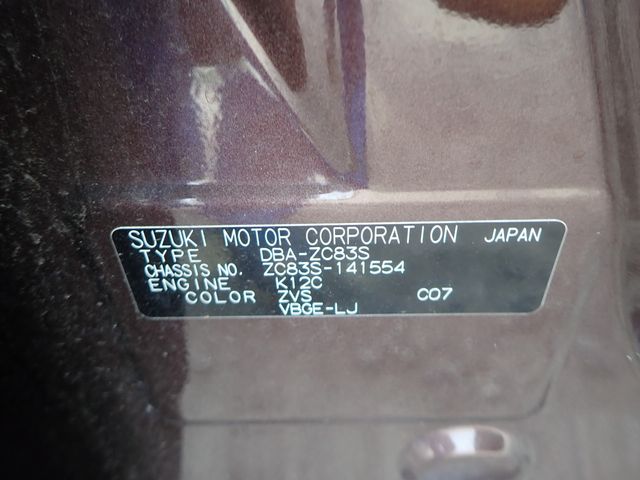 SUZUKI MOTOR CORPORATION JAPAN
TYPE DBA-ZC83S
CHASSIS NO. ZC83S-141554
ENGINE K12C
COLOR ZVS C07
VBGE-LJ